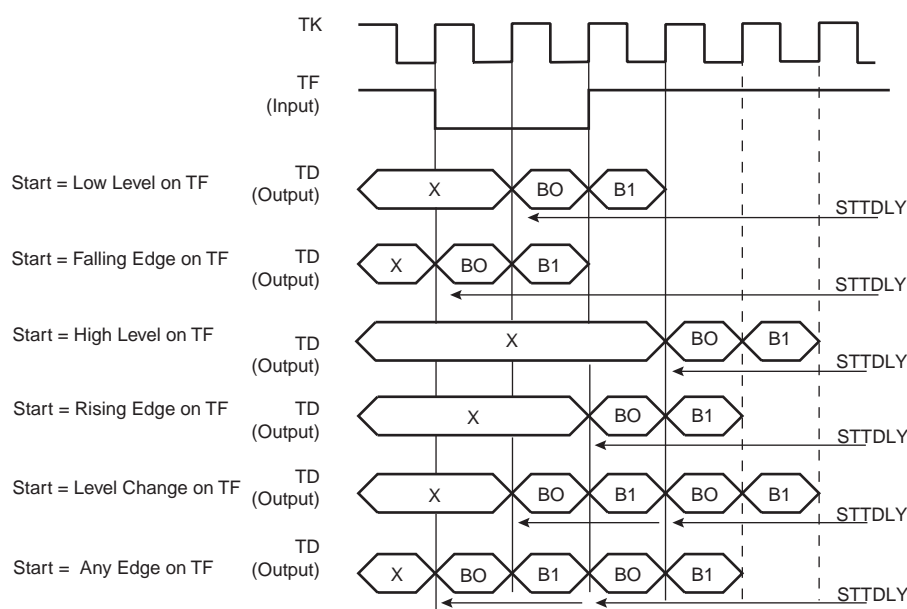 TK
TF
(Input)
Start = Low Level on TF
TD
(Output)
X
BO
B1
STTDLY
Start = Falling Edge on TF
TD
(Output)
X
BO
B1
STTDLY
Start = High Level on TF
TD
(Output)
X
BO
B1
STTDLY
Start = Rising Edge on TF
TD
(Output)
X
BO
B1
STTDLY
Start = Level Change on TF
TD
(Output)
X
BO
B1
BO
B1
STTDLY
Start = Any Edge on TF
TD
(Output)
X
BO
B1
BO
B1
STTDLY